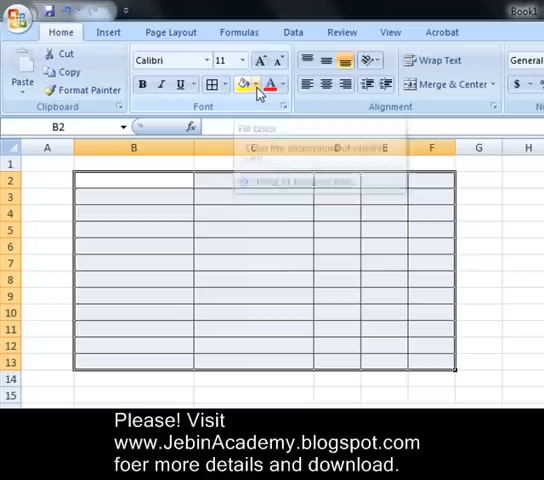 Book1
Home Insert Page Layout Formulas Data Review View Acrobat
Paste
Cut
Copy
Format Painter
Clipboard
Calibri 11
B I U
Font
Wrap Text
Merge & Center
Alignment
General
$ %
B2
fx
Fill Color
A B C D E F G H
1
2
3
4
5
6
7
8
9
10
11
12
13
14
15
Please! Visit
www.JebinAcademy.blogspot.com
foer more details and download.